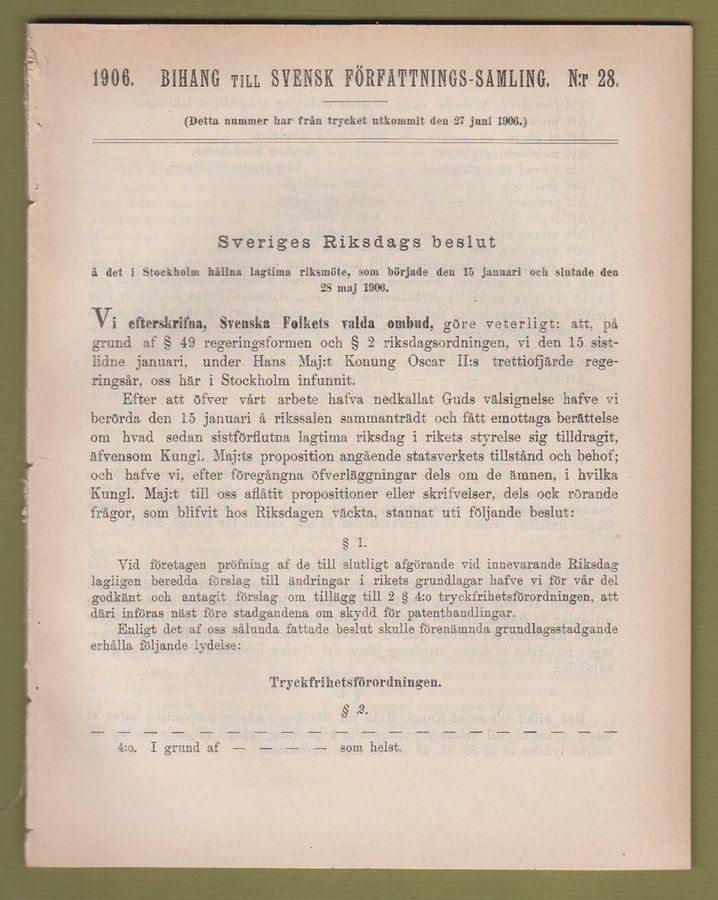 1906. BIHANG TILL SVENSK FÖRFATTNINGS-SAMLING. N:r 28.
(Detta nummer har från trycket utkommit den 27 juni 1906.)
Sveriges Riksdags beslut
å det i Stockholm hållna lagtima riksmöte, som började den 15 januari och slutade den
28 maj 1906.
Vi efterskrifna, Svenska Folkets valda ombud, göre veterligt: att, på
grund af § 49 regeringsformen och § 2 riksdagsordningen, vi den 15 sist-
lidne januari, under Hans Maj:t Konung Oscar II:s trettiofjärde rege-
ringsår, oss här i Stockholm infunnit.
Efter att öfver vårt arbete hafva nedkallat Guds välsignelse hafve vi
berörda den 15 januari å rikssalen sammanträdt och fått emottaga berättelse
om hvad sedan sistförflutna lagtima riksdag i rikets styrelse sig tilldragit,
äfvensom Kungl. Maj:ts proposition angående statsverkets tillstånd och behof;
och hafve vi, efter föregångna öfverläggningar dels om de ämnen, i hvilka
Kungl. Maj:t till oss aflåtit propositioner eller skrifvelser, dels ock rörande
frågor, som blifvit hos Riksdagen väckta, stannat uti följande beslut:
§ 1.
Vid företagen pröfning af de till slutligt afgörande vid innevarande Riksdag
lagligen beredda förslag till ändringar i rikets grundlagar hafve vi för vår del
godkänt och antagit förslag om tillägg till 2 § 4:o tryckfrihetsförordningen, att
däri införas näst före stadgandena om skydd för patenthandlingar.
Enligt det af oss sålunda fattade beslut skulle förenämnda grundlagsstadgande
erhålla följande lydelse:
Tryckfrihetsförordningen.
§ 2.
— — — — — — — — — — — — — — — — — — — —
4:o. I grund af — — — — som helst.